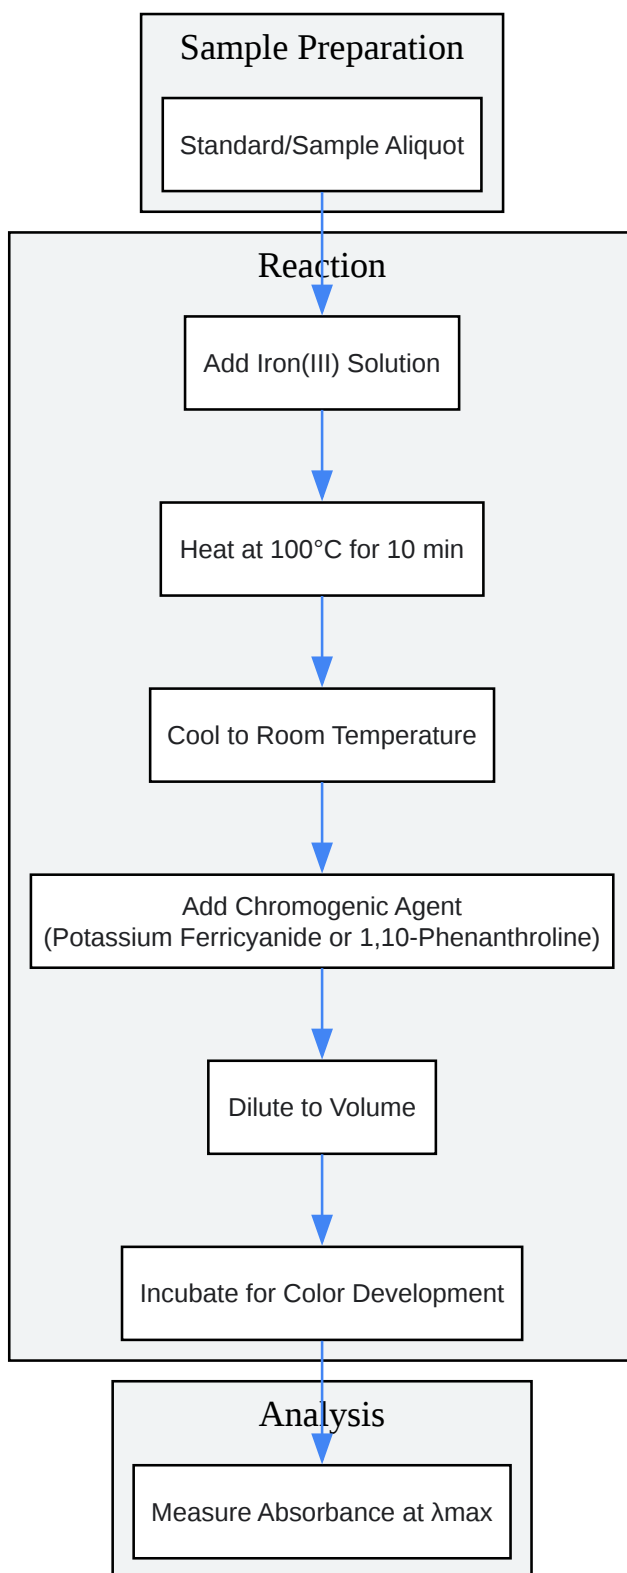 Sample Preparation
Standard/Sample Aliquot
Reaction
Add Iron(III) Solution
Heat at 100°C for 10 min
Cool to Room Temperature
Add Chromogenic Agent
(Potassium Ferricyanide or 1,10-Phenanthroline)
Dilute to Volume
Incubate for Color Development
Analysis
Measure Absorbance at λmax